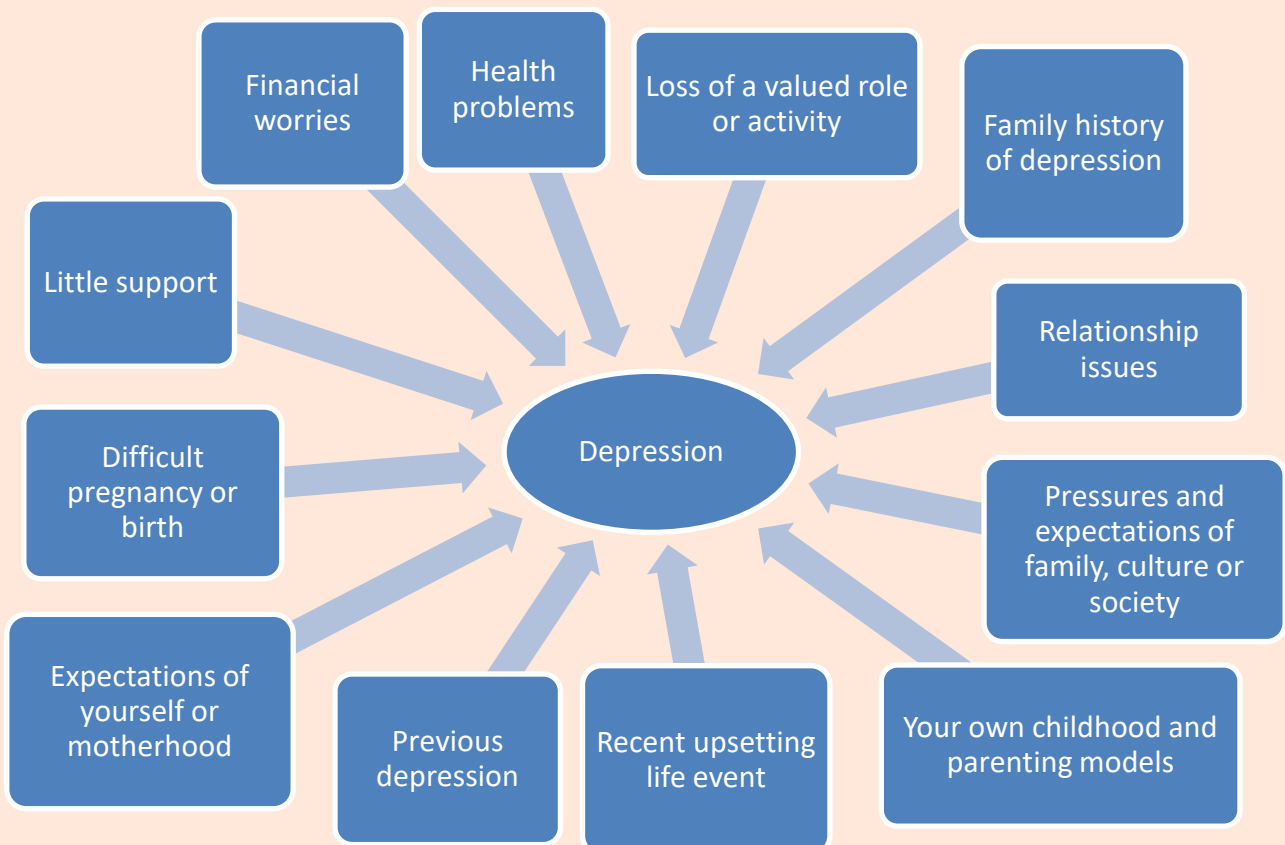 Financial
worries
Health
problems
Loss of a valued role
or activity
Family history
of depression
Little support
Relationship
issues
Depression
Difficult
pregnancy or
birth
Pressures and
expectations of
family, culture or
society
Expectations of
yourself or
motherhood
Previous
depression
Recent upsetting
life event
Your own childhood and
parenting models